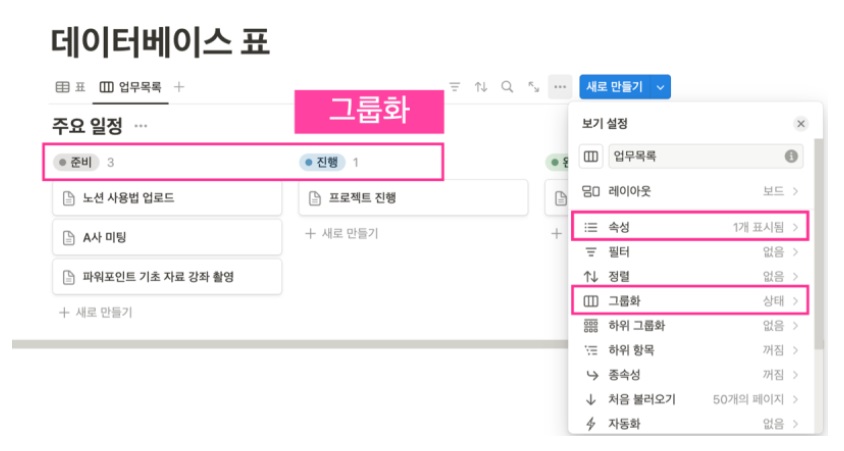 데이터베이스 표
표 업무목록 +
새로 만들기
그룹화
주요 일정 ...
준비 3
진행 1
노션 사용법 업로드
프로젝트 진행
A사 미팅
+ 새로 만들기
파워포인트 기초 자료 강좌 촬영
+ 새로 만들기
보기 설정
업무목록
레이아웃 보드
속성 1개 표시됨
필터 없음
정렬 없음
그룹화 상태
하위 그룹화 없음
하위 항목 꺼짐
종속성 꺼짐
처음 불러오기 50개의 페이지
자동화 없음